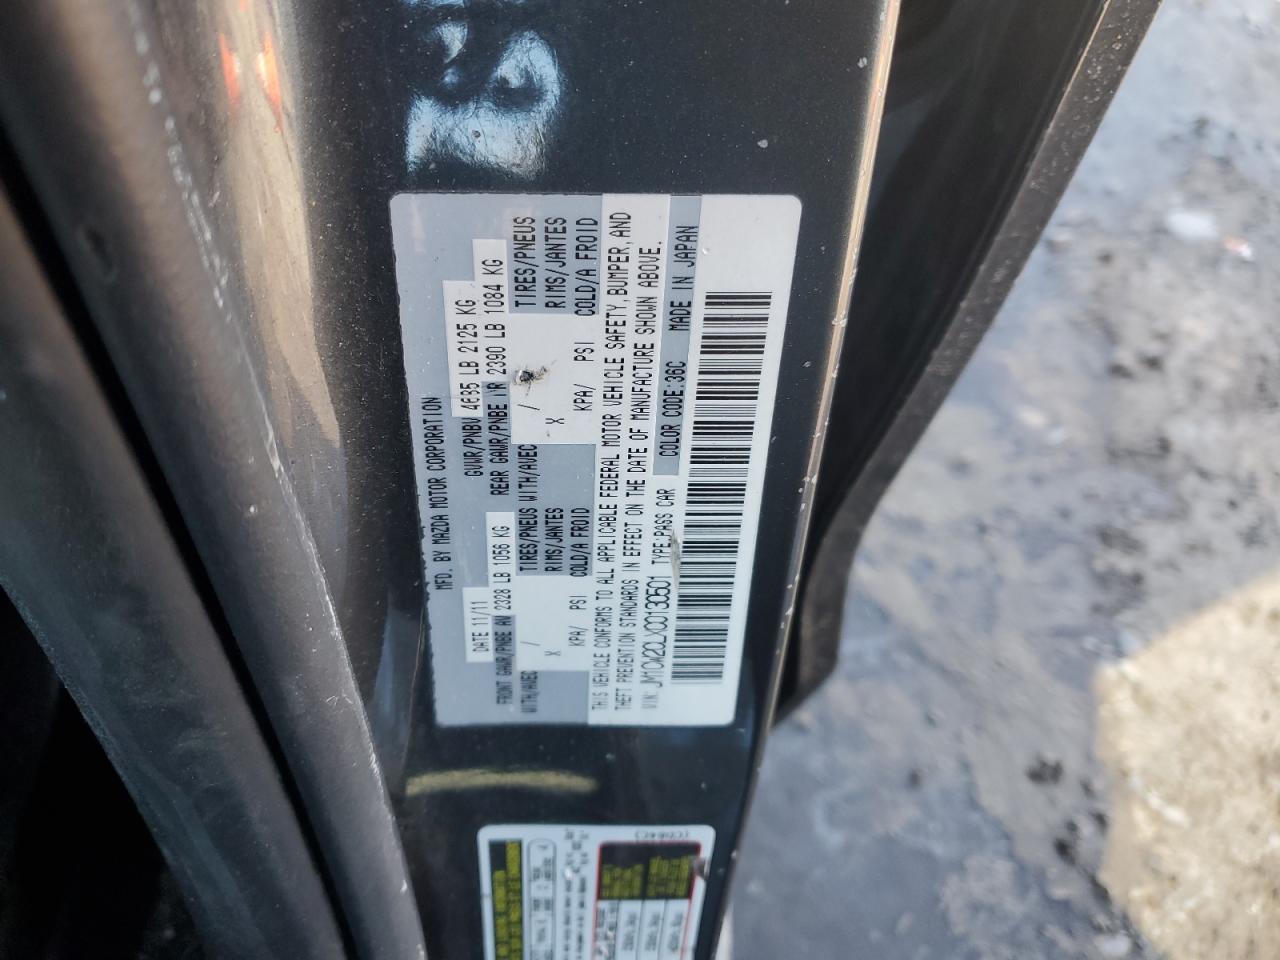 MFD. BY MAZDA MOTOR CORPORATION
DATE 11/11 GVWR/PNBV 4685 LB 2125 KG
FRONT GAWR/PNBE AV 2328 LB 1056 KG REAR GAWR/PNBE AR 2390 LB 1084 KG
WITH/AVEC / TIRES/PNEUS WITH/AVEC / TIRES/PNEUS
X RIMS/JANTES X RIMS/JANTES
KPA/ PSI COLD/A FROID KPA/ PSI COLD/A FROID
THIS VEHICLE CONFORMS TO ALL APPLICABLE FEDERAL MOTOR VEHICLE SAFETY, BUMPER, AND
THEFT PREVENTION STANDARDS IN EFFECT ON THE DATE OF MANUFACTURE SHOWN ABOVE.
VIN: JM1CW2CLXC0130501 TYPE:PASS CAR COLOR CODE:36C MADE IN JAPAN